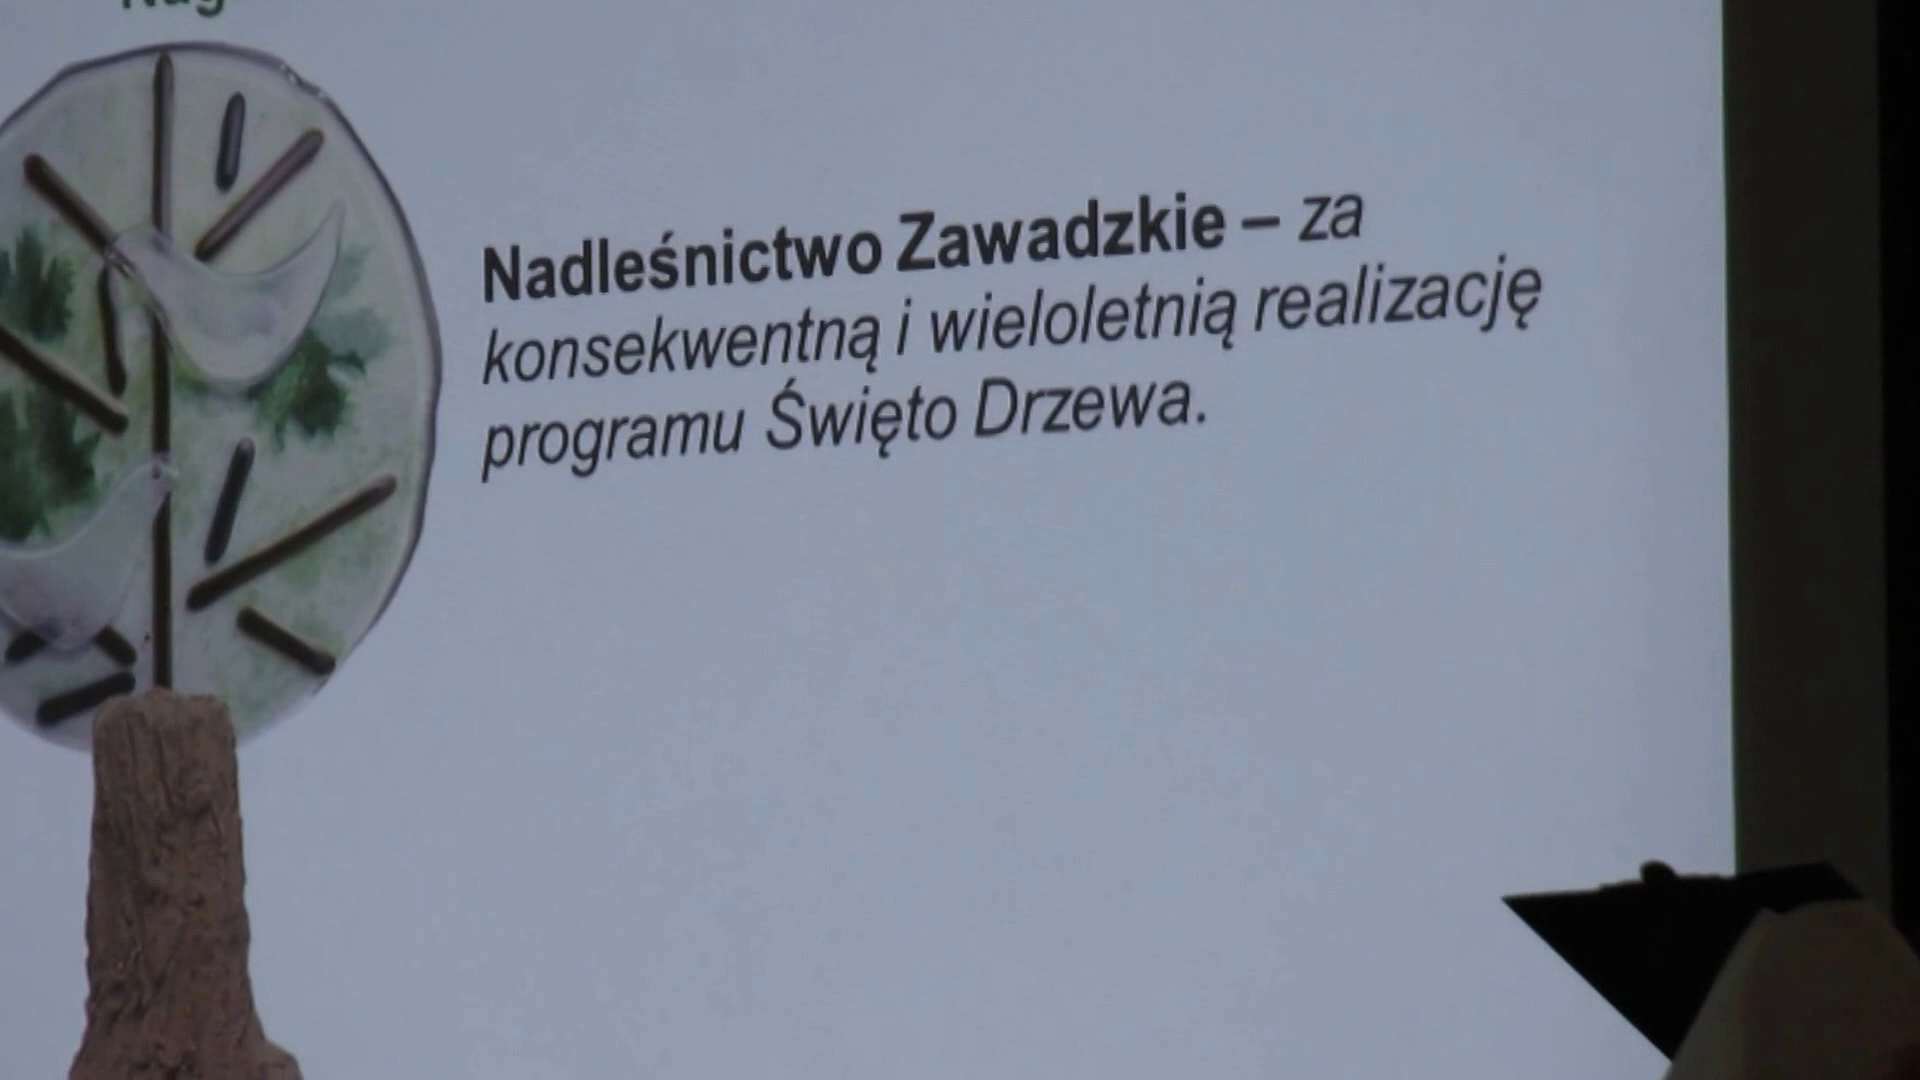 Nadleśnictwo Zawadzkie – za
konsekwentną i wieloletnią realizację
programu Święto Drzewa.